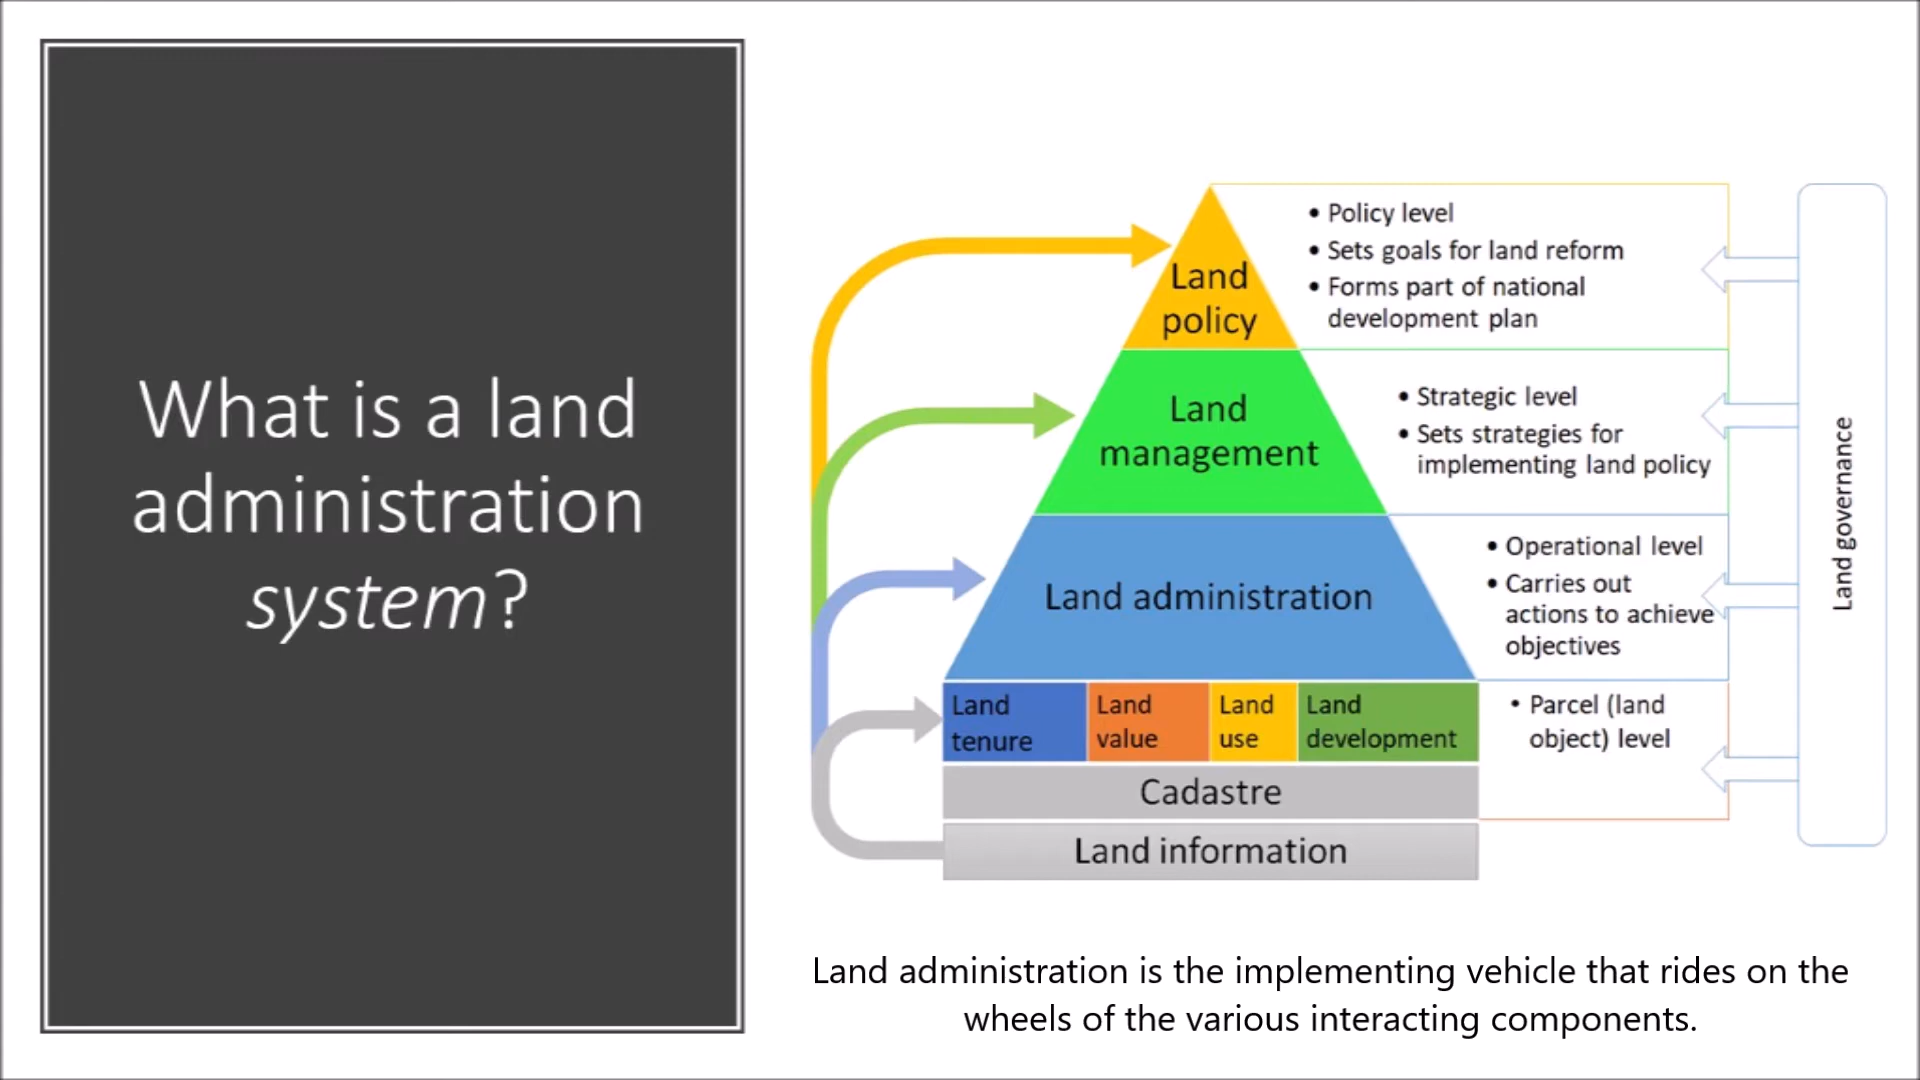 What is a land
administration
system?
Land
policy
• Policy level
• Sets goals for land reform
• Forms part of national
development plan
Land
management
• Strategic level
• Sets strategies for
implementing land policy
Land administration
• Operational level
• Carries out
actions to achieve
objectives
Land
tenure
Land
value
Land
use
Land
development
• Parcel (land
object) level
Cadastre
Land information
Land governance
Land administration is the implementing vehicle that rides on the
wheels of the various interacting components.